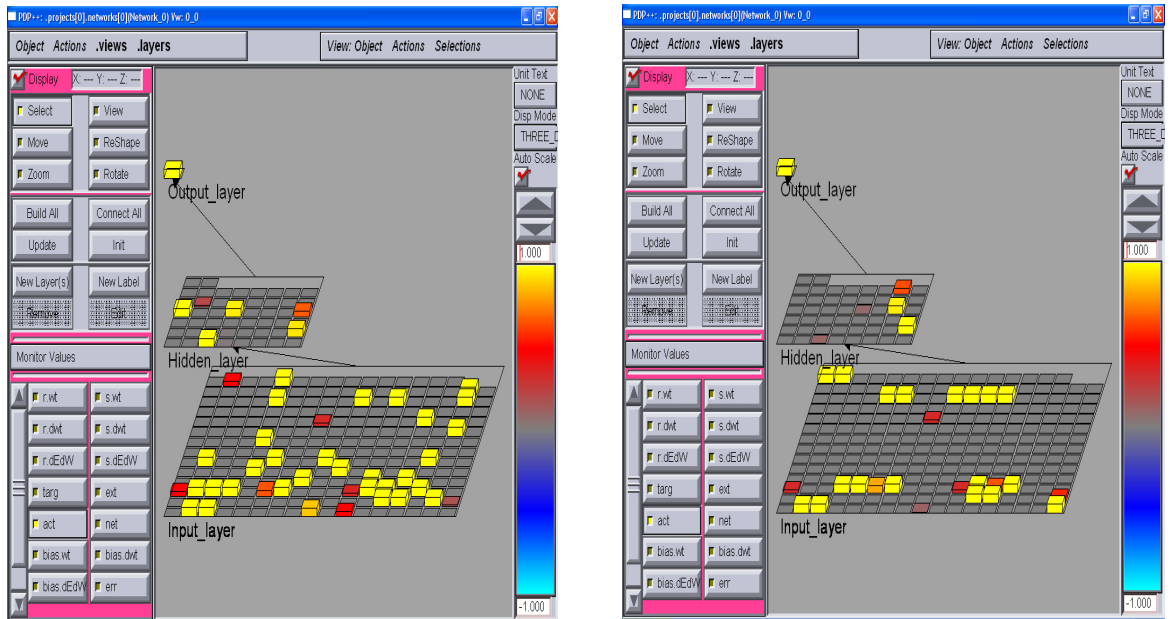 PDP++: .projects[0].networks[0](Network_0) Vw: 0_0
Object Actions .views .layers
View: Object Actions Selections
Display X: --- Y: --- Z: ---
Unit Text
NONE
Select View
Disp Mode
THREE_D
Move ReShape
Auto Scale
Zoom Rotate
Output_layer
Build All Connect All
Update Init
1.000
New Layer(s) New Label
Monitor Values
Hidden_layer
r.wt s.wt
r.dwt s.dwt
r.dEdW s.dEdW
targ ext
act net
Input_layer
bias.wt bias.dwt
bias.dEdW err
-1.000
PDP++: .projects[0].networks[0](Network_0) Vw: 0_0
Object Actions .views .layers
View: Object Actions Selections
Display X: --- Y: --- Z: ---
Unit Text
NONE
Select View
Disp Mode
THREE_D
Move ReShape
Auto Scale
Zoom Rotate
Output_layer
Build All Connect All
Update Init
1.000
New Layer(s) New Label
Monitor Values
Hidden_layer
r.wt s.wt
r.dwt s.dwt
r.dEdW s.dEdW
targ ext
act net
Input_layer
bias.wt bias.dwt
bias.dEdW err
-1.000